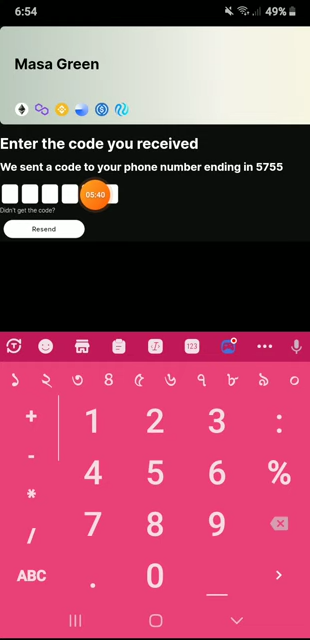 6:54
49%
Masa Green
Enter the code you received
We sent a code to your phone number ending in 5755
05:40
Didn't get the code?
Resend
123
১ ২ ৩ ৪ ৫ ৬ ৭ ৮ ৯ ০
+ 1 2 3 :
- 4 5 6 %
* 7 8 9
/
ABC . 0 _ >